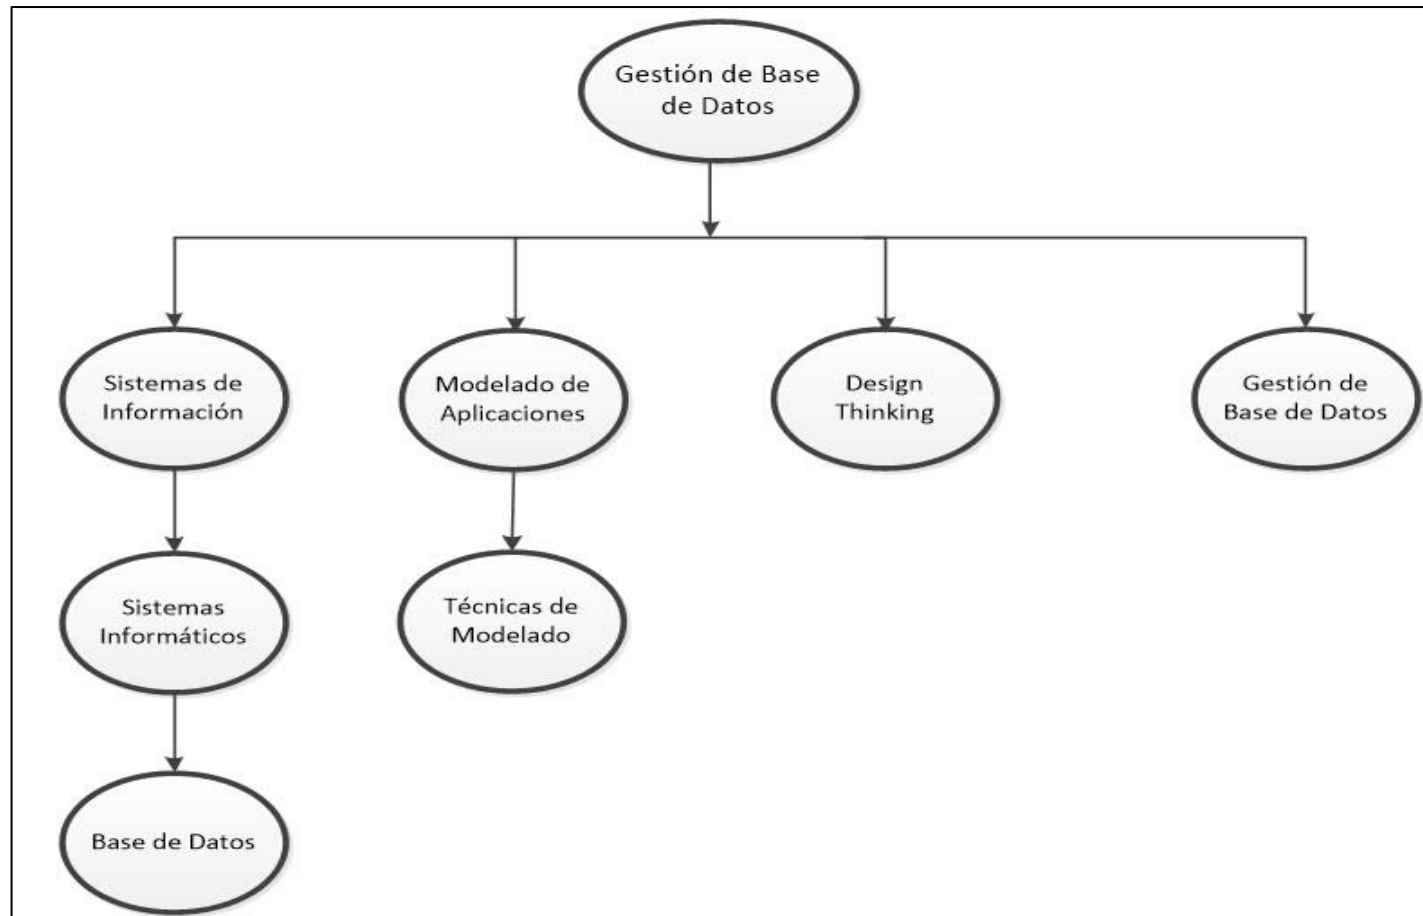 Gestión de Base
de Datos
Sistemas de
Información
Modelado de
Aplicaciones
Design
Thinking
Gestión de
Base de Datos
Sistemas
Informáticos
Técnicas de
Modelado
Base de Datos